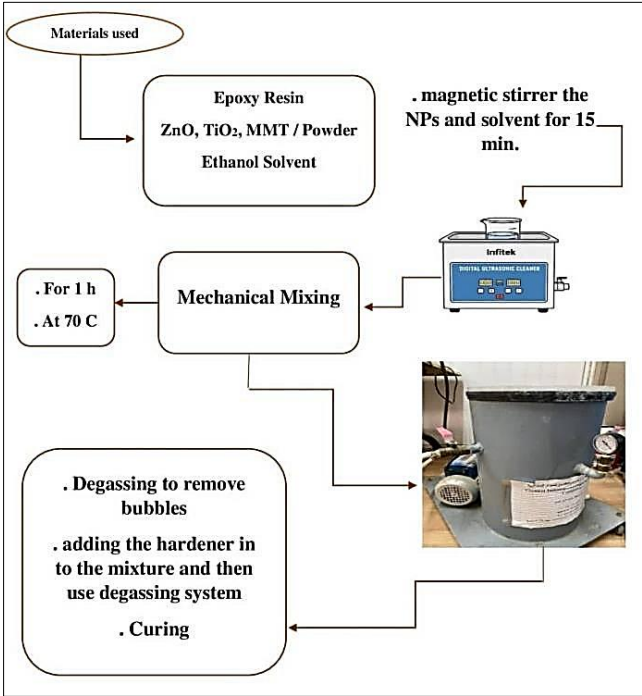 Materials used
Epoxy Resin
ZnO, TiO₂, MMT / Powder
Ethanol Solvent
. magnetic stirrer the
NPs and solvent for 15
min.
Infitek
DIGITAL ULTRASONIC CLEANER
Mechanical Mixing
. For 1 h
. At 70 C
. Degassing to remove
bubbles
. adding the hardener in
to the mixture and then
use degassing system
. Curing